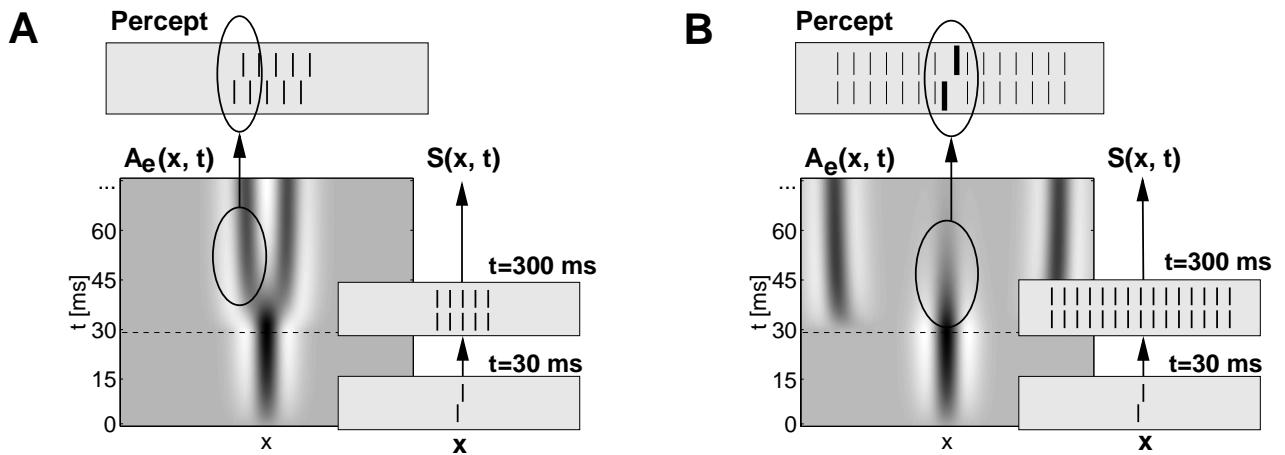 A
Percept
Ae(x, t)
S(x, t)
...
60
45
30
15
0
t [ms]
t=300 ms
t=30 ms
x
x
B
Percept
Ae(x, t)
S(x, t)
...
60
45
30
15
0
t [ms]
t=300 ms
t=30 ms
x
x